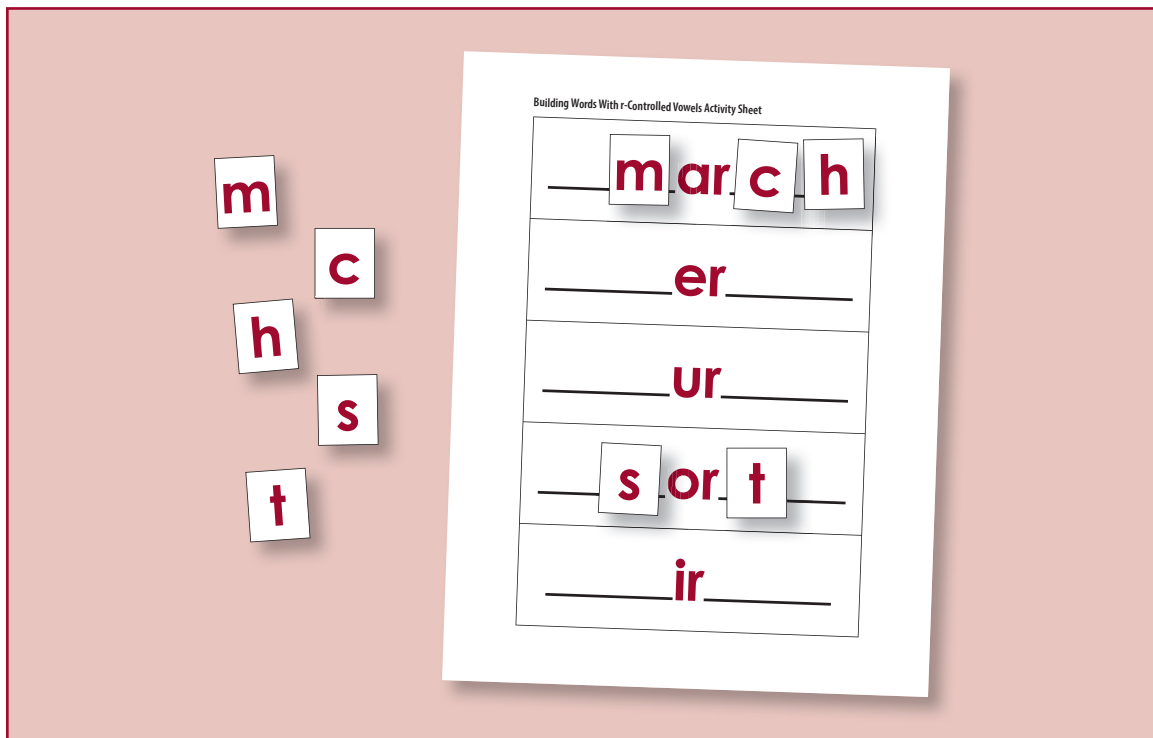 Building Words With r-Controlled Vowels Activity Sheet
m
c
h
s
t
march
er
ur
sort
ir